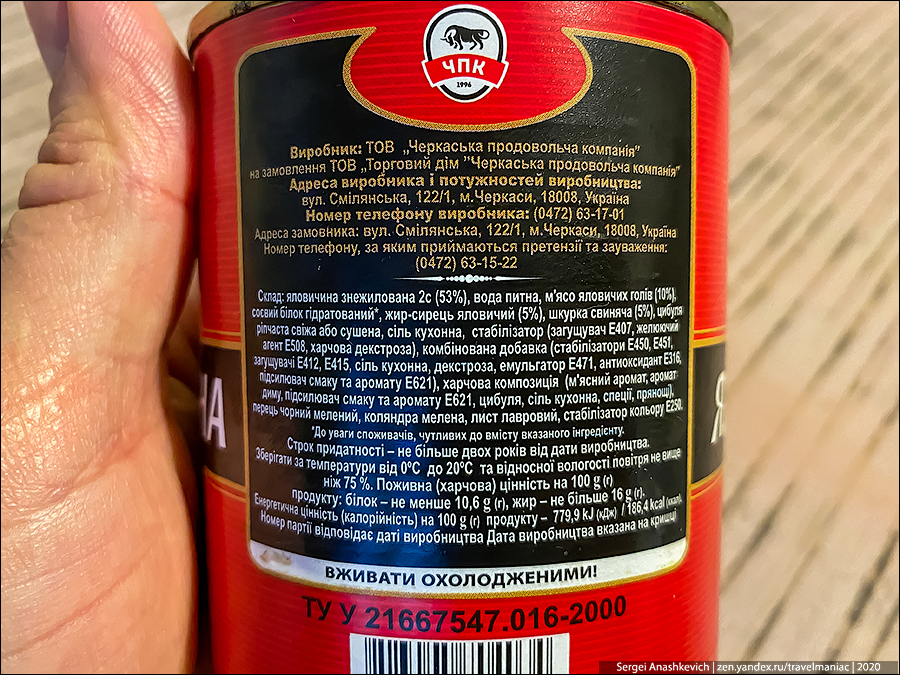 ЧПК
1996
Виробник: ТОВ „Черкаська продовольча компанія”
на замовлення ТОВ „Торговий дім ”Черкаська продовольча компанія”
Адреса виробника і потужностей виробництва:
вул. Смілянська, 122/1, м.Черкаси, 18008, Україна
Номер телефону виробника: (0472) 63-17-01
Адреса замовника: вул. Смілянська, 122/1, м.Черкаси, 18008, Україна
Номер телефону, за яким приймаються претензії та зауваження:
(0472) 63-15-22
Склад: яловичина знежилована 2с (53%), вода питна, м'ясо яловичих голів (10%),
соєвий білок гідратований*, жир-сирець яловичий (5%), шкурка свиняча (5%), цибуля
ріпчаста свіжа або сушена, сіль кухонна, стабілізатор (загущувач Е407, желюючий
агент Е508, харчова декстроза), комбінована добавка (стабілізатори Е450, Е451,
загущувачі Е412, Е415, сіль кухонна, декстроза, емульгатор Е471, антиоксидант Е316,
підсилювач смаку та аромату Е621), харчова композиція (м'ясний аромат, аромат
диму, підсилювач смаку та аромату Е621, цибуля, сіль кухонна, спеції, прянощі),
перець чорний мелений, коляндра мелена, лист лавровий, стабілізатор кольору Е250.
*До уваги споживачів, чутливих до вмісту вказаного інгредієнту.
Строк придатності – не більше двох років від дати виробництва.
Зберігати за температури від 0°С до 20°С та відносної вологості повітря не вище
ніж 75 %. Поживна (харчова) цінність на 100 g (г)
продукту: білок – не менше 10,6 g (г), жир – не більше 16 g (г).
Енергетична цінність (калорійність) на 100 g (г) продукту – 779,9 kJ (кДж) / 186,4 kcal (ккал).
Номер партії відповідає даті виробництва Дата виробництва вказана на кришці
НА
Я
ВЖИВАТИ ОХОЛОДЖЕНИМИ!
ТУ У 21667547.016-2000
Sergei Anashkevich | zen.yandex.ru/travelmaniac | 2020